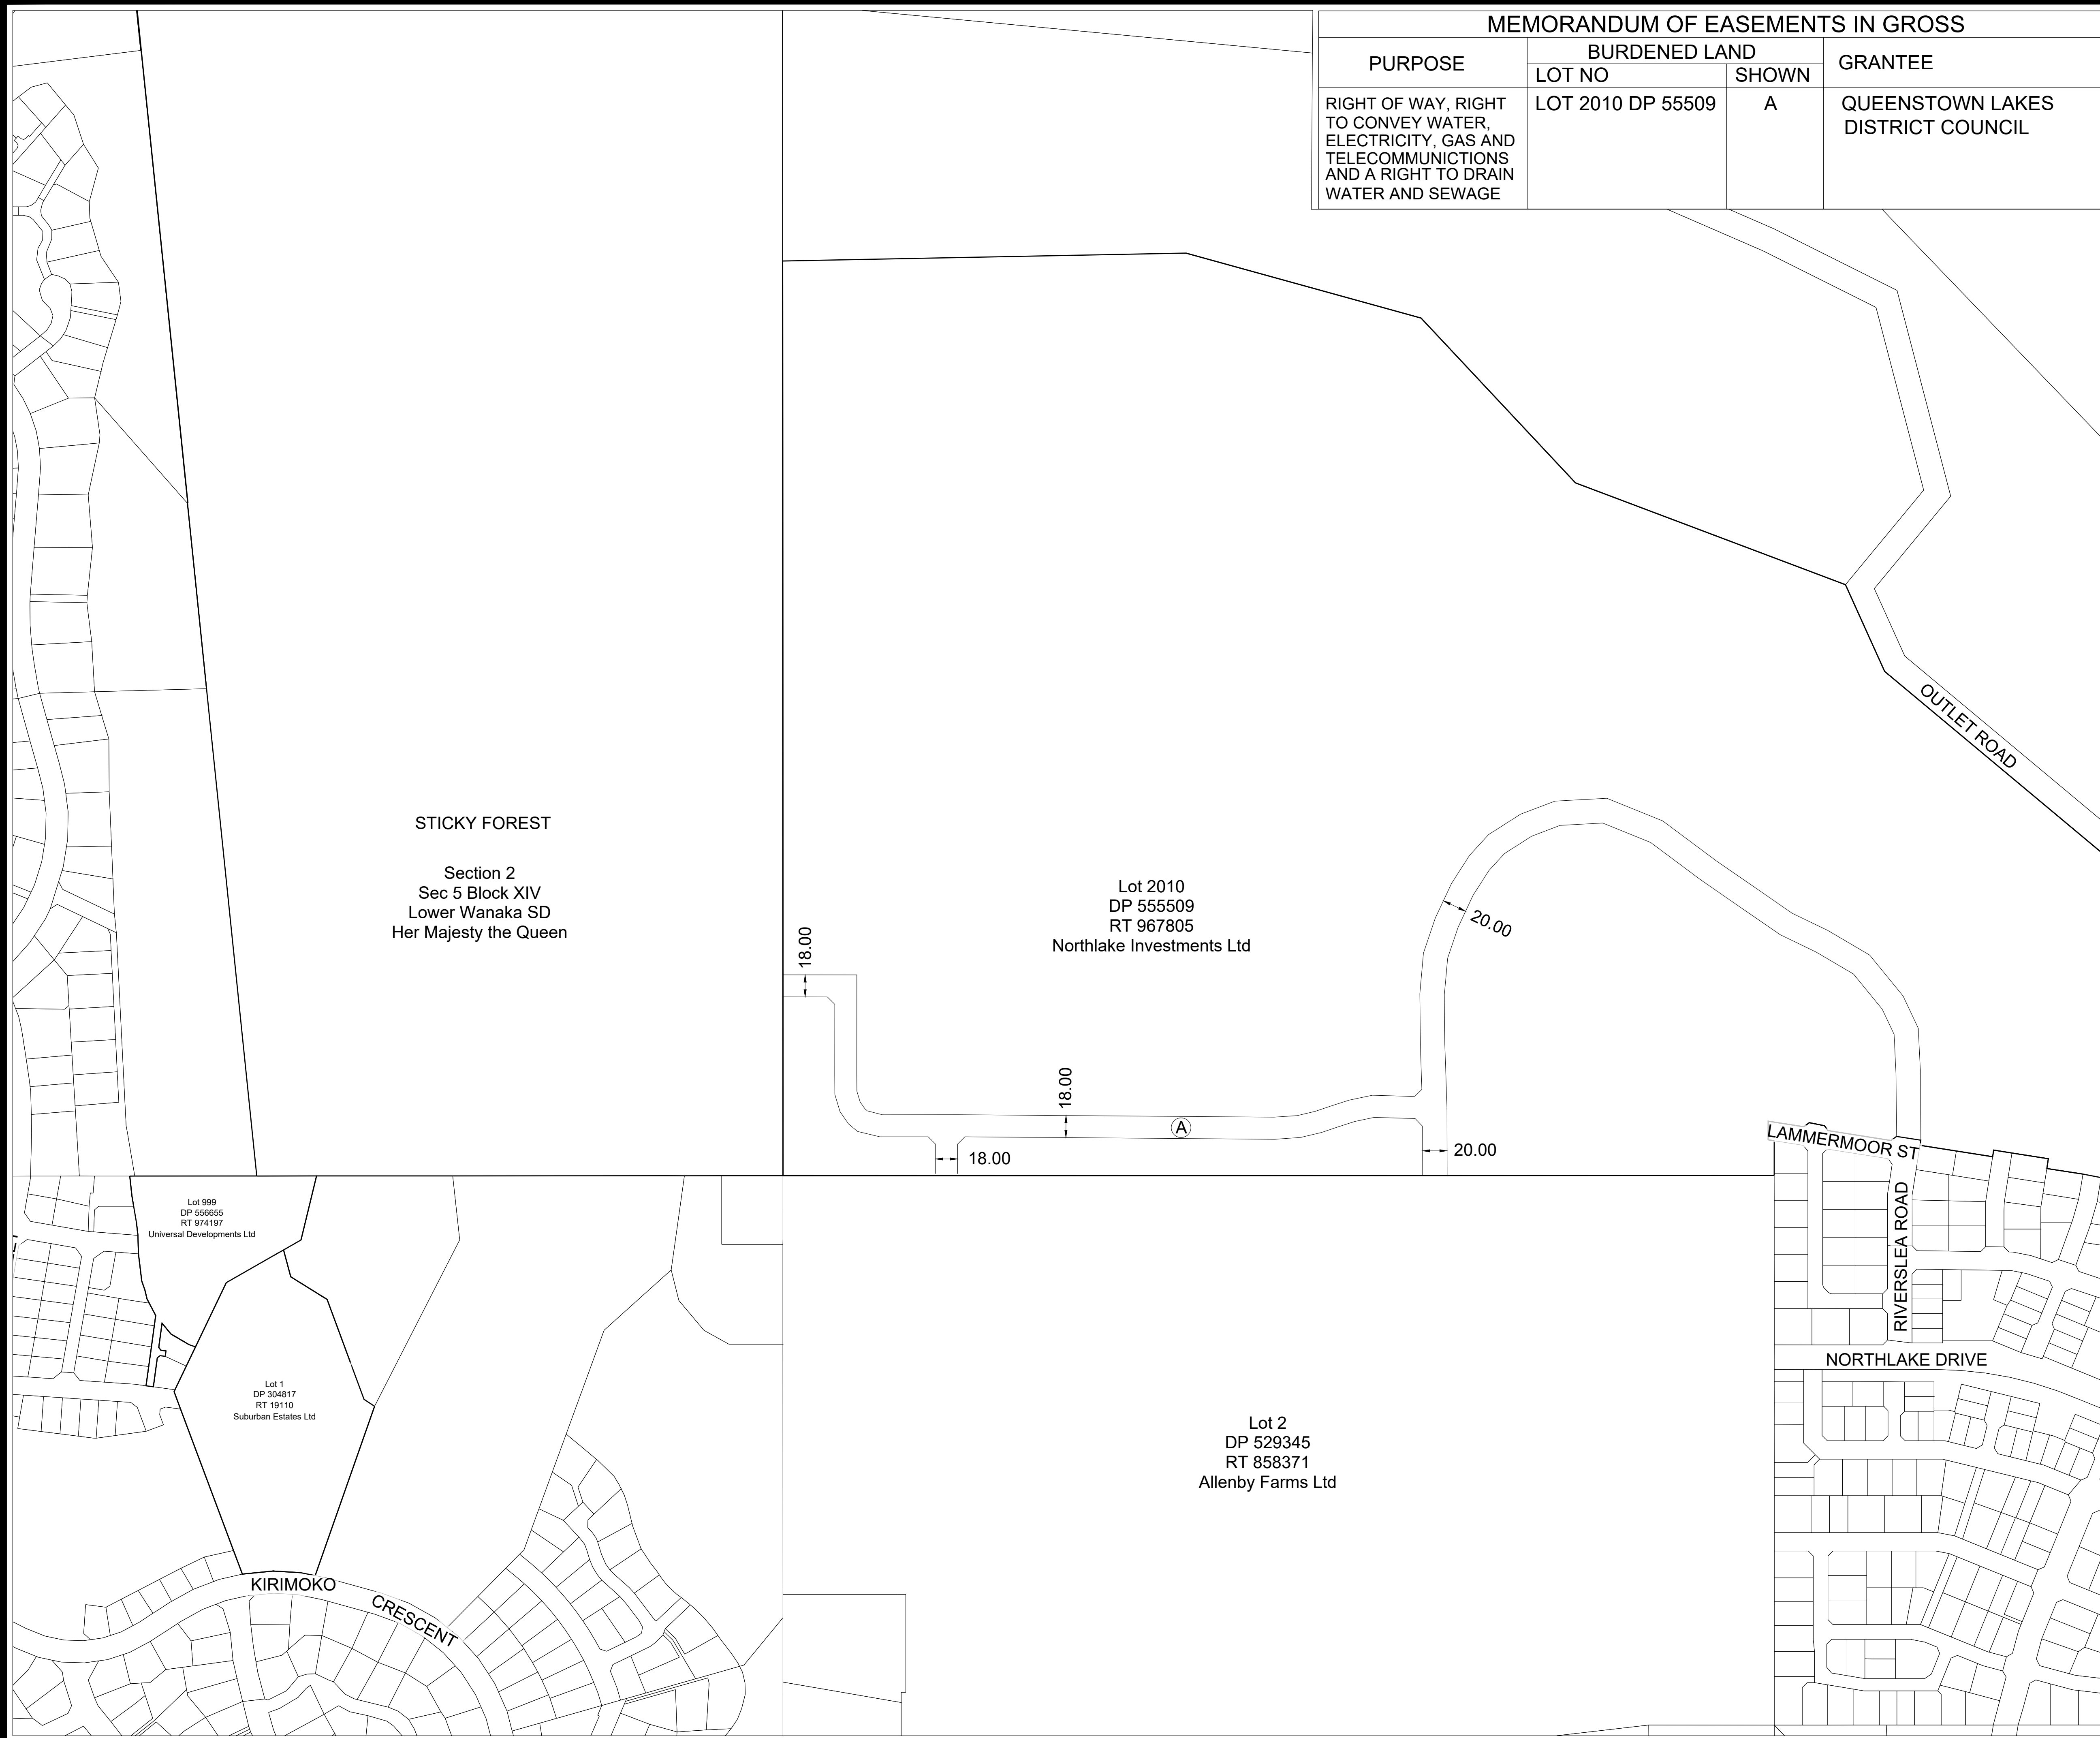 MEMORANDUM OF EASEMENTS IN GROSS
PURPOSE
BURDENED LAND
LOT NO
SHOWN
GRANTEE
RIGHT OF WAY, RIGHT
TO CONVEY WATER,
ELECTRICITY, GAS AND
TELECOMMUNICTIONS
AND A RIGHT TO DRAIN
WATER AND SEWAGE
LOT 2010 DP 55509
A
QUEENSTOWN LAKES
DISTRICT COUNCIL
OUTLET ROAD
STICKY FOREST
Section 2
Sec 5 Block XIV
Lower Wanaka SD
Her Majesty the Queen
Lot 2010
DP 555509
RT 967805
Northlake Investments Ltd
20.00
18.00
18.00
A
18.00
20.00
LAMMERMOOR ST
RIVERSLEA ROAD
NORTHLAKE DRIVE
Lot 999
DP 556655
RT 974197
Universal Developments Ltd
Lot 1
DP 304817
RT 19110
Suburban Estates Ltd
Lot 2
DP 529345
RT 858371
Allenby Farms Ltd
KIRIMOKO
CRESCENT